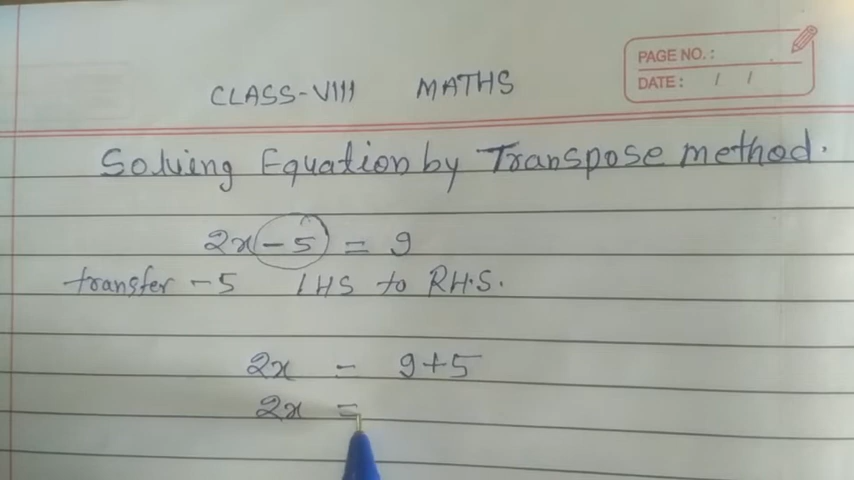 PAGE NO.:
DATE: / /
CLASS-VIII MATHS
Solving Equation by Transpose method.
2x - 5 = 9
transfer - 5 LHS to R.H.S.
2x = 9+5
2x =